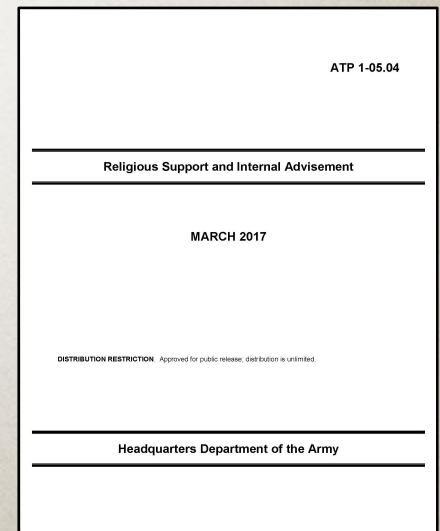 ATP 1-05.04
Religious Support and Internal Advisement
MARCH 2017
DISTRIBUTION RESTRICTION. Approved for public release; distribution is unlimited.
Headquarters Department of the Army